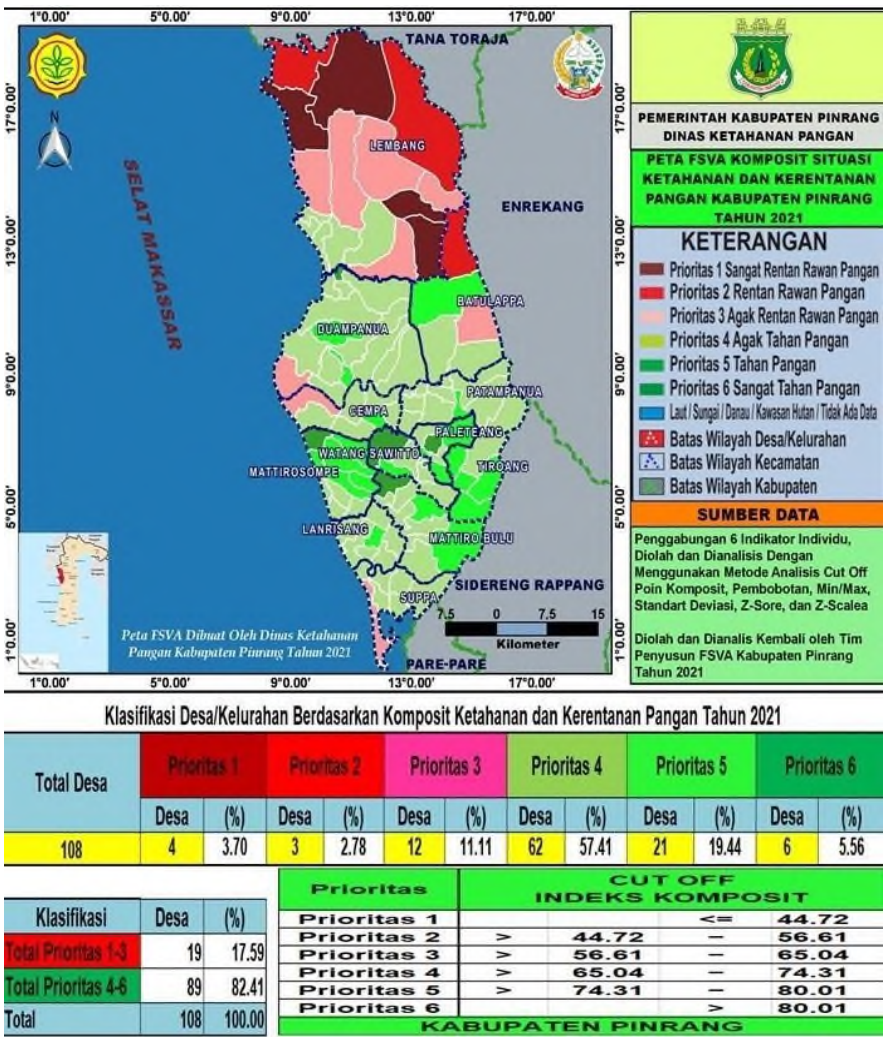 1°0.00' 5°0.00' 9°0.00' 13°0.00' 17°0.00'
TANA TORAJA
17°0.00'
17°0.00'
N
LEMBANG
SELAT MAKASSAR
ENREKANG
13°0.00'
13°0.00'
BATULAPPA
DUAMPANUA
9°0.00'
9°0.00'
PATAMPANUA
CEMPA
PALETEANG
WATANG SAWITTO
MATTIROSOMPE
TIROANG
5°0.00'
5°0.00'
LANRISANG
MATTIRO BULU
SIDERENG RAPPANG
SUPPA
7.5 0 7.5 15
Kilometer
1°0.00'
1°0.00'
Peta FSVA Dibuat Oleh Dinas Ketahanan
Pangan Kabupaten Pinrang Tahun 2021
PARE-PARE
1°0.00' 5°0.00' 9°0.00' 13°0.00' 17°0.00'
PEMERINTAH KABUPATEN PINRANG
DINAS KETAHANAN PANGAN
PETA FSVA KOMPOSIT SITUASI
KETAHANAN DAN KERENTANAN
PANGAN KABUPATEN PINRANG
TAHUN 2021
KETERANGAN
Prioritas 1 Sangat Rentan Rawan Pangan
Prioritas 2 Rentan Rawan Pangan
Prioritas 3 Agak Rentan Rawan Pangan
Prioritas 4 Agak Tahan Pangan
Prioritas 5 Tahan Pangan
Prioritas 6 Sangat Tahan Pangan
Laut / Sungai / Danau / Kawasan Hutan / Tidak Ada Data
Batas Wilayah Desa/Kelurahan
Batas Wilayah Kecamatan
Batas Wilayah Kabupaten
SUMBER DATA
Penggabungan 6 Indikator Individu,
Diolah dan Dianalisis Dengan
Menggunakan Metode Analisis Cut Off
Poin Komposit, Pembobotan, Min/Max,
Standart Deviasi, Z-Sore, dan Z-Scalea
Diolah dan Dianalis Kembali oleh Tim
Penyusun FSVA Kabupaten Pinrang
Tahun 2021
Klasifikasi Desa/Kelurahan Berdasarkan Komposit Ketahanan dan Kerentanan Pangan Tahun 2021
Total Desa Prioritas 1 Prioritas 2 Prioritas 3 Prioritas 4 Prioritas 5 Prioritas 6
Desa (%) Desa (%) Desa (%) Desa (%) Desa (%) Desa (%)
108 4 3.70 3 2.78 12 11.11 62 57.41 21 19.44 6 5.56
Klasifikasi Desa (%)
Total Prioritas 1-3 19 17.59
Total Prioritas 4-6 89 82.41
Total 108 100.00
Prioritas CUT OFF
INDEKS KOMPOSIT
Prioritas 1 <= 44.72
Prioritas 2 > 44.72 – 56.61
Prioritas 3 > 56.61 – 65.04
Prioritas 4 > 65.04 – 74.31
Prioritas 5 > 74.31 – 80.01
Prioritas 6 > 80.01
KABUPATEN PINRANG